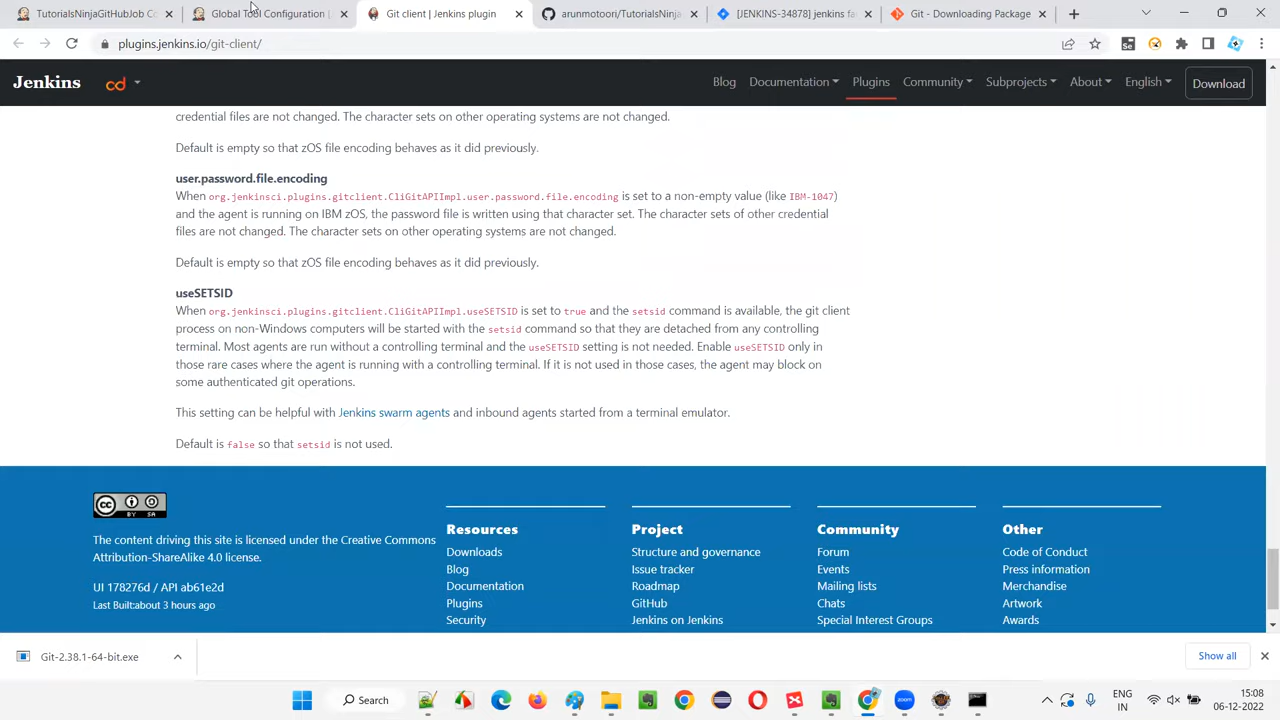 TutorialsNinjaGitHubJob Co
Global Tool Configuration [
Git client | Jenkins plugin
arunmotoori/TutorialsNinja
[JENKINS-34878] jenkins fa
Git - Downloading Package
plugins.jenkins.io/git-client/
Jenkins
cd
Blog
Documentation
Plugins
Community
Subprojects
About
English
Download
credential files are not changed. The character sets on other operating systems are not changed.
Default is empty so that zOS file encoding behaves as it did previously.
user.password.file.encoding
When org.jenkinsci.plugins.gitclient.CliGitAPIImpl.user.password.file.encoding is set to a non-empty value (like IBM-1047)
and the agent is running on IBM zOS, the password file is written using that character set. The character sets of other credential
files are not changed. The character sets on other operating systems are not changed.
Default is empty so that zOS file encoding behaves as it did previously.
useSETSID
When org.jenkinsci.plugins.gitclient.CliGitAPIImpl.useSETSID is set to true and the setsid command is available, the git client
process on non-Windows computers will be started with the setsid command so that they are detached from any controlling
terminal. Most agents are run without a controlling terminal and the useSETSID setting is not needed. Enable useSETSID only in
those rare cases where the agent is running with a controlling terminal. If it is not used in those cases, the agent may block on
some authenticated git operations.
This setting can be helpful with Jenkins swarm agents and inbound agents started from a terminal emulator.
Default is false so that setsid is not used.
CC BY SA
The content driving this site is licensed under the Creative Commons
Attribution-ShareAlike 4.0 license.
UI 178276d / API ab61e2d
Last Built:about 3 hours ago
Resources
Downloads
Blog
Documentation
Plugins
Security
Project
Structure and governance
Issue tracker
Roadmap
GitHub
Jenkins on Jenkins
Community
Forum
Events
Mailing lists
Chats
Special Interest Groups
Other
Code of Conduct
Press information
Merchandise
Artwork
Awards
Git-2.38.1-64-bit.exe
Show all
Search
ENG
IN
15:08
06-12-2022